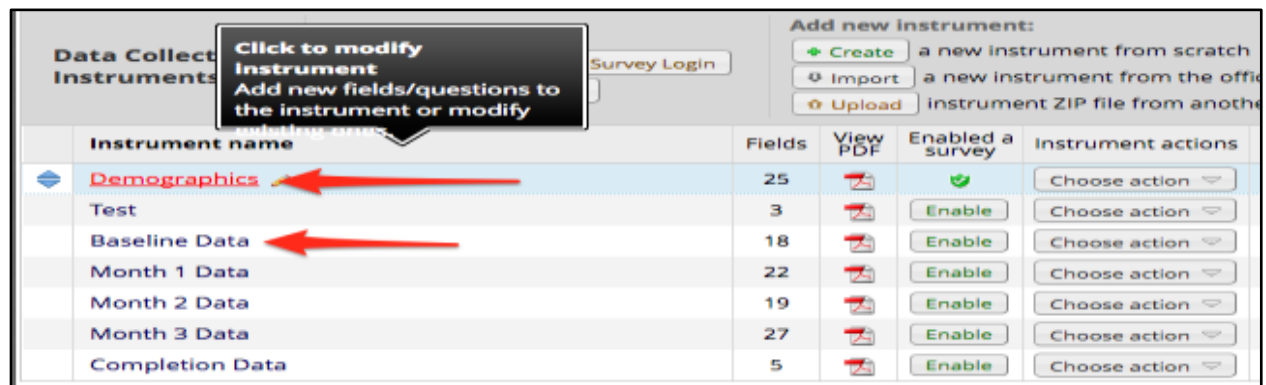 Add new instrument:
Data Collect
Instruments
Click to modify
Instrument
Add new fields/questions to
the instrument or modify
existing ones.
Survey Login
Create a new instrument from scratch
Import a new instrument from the offi
Upload instrument ZIP file from anothe
Instrument name Fields View PDF Enabled a survey Instrument actions
Demographics 25 Choose action
Test 3 Enable Choose action
Baseline Data 18 Enable Choose action
Month 1 Data 22 Enable Choose action
Month 2 Data 19 Enable Choose action
Month 3 Data 27 Enable Choose action
Completion Data 5 Enable Choose action